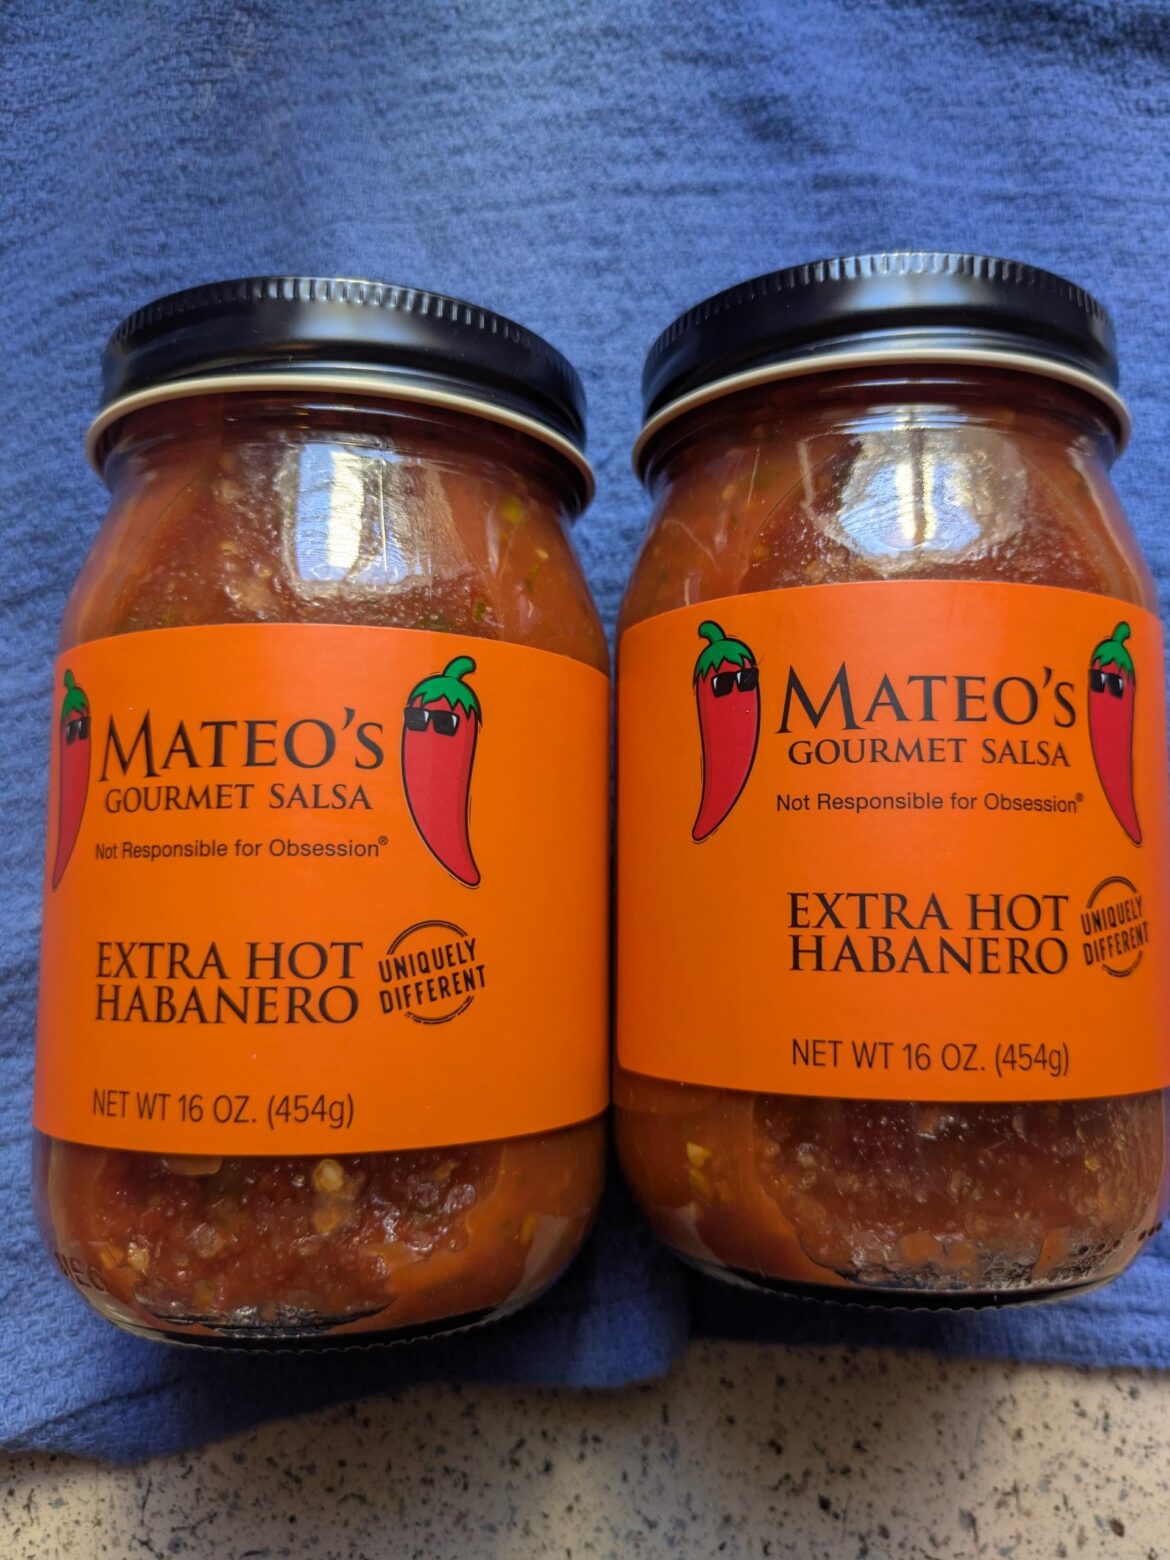 MATEO'S
GOURMET SALSA
Not Responsible for Obsession®
EXTRA HOT
HABANERO
UNIQUELY
DIFFERENT
NET WT 16 OZ. (454g)
MATEO'S
GOURMET SALSA
Not Responsible for Obsession®
EXTRA HOT
HABANERO
UNIQUELY
DIFFERENT
NET WT 16 OZ. (454g)